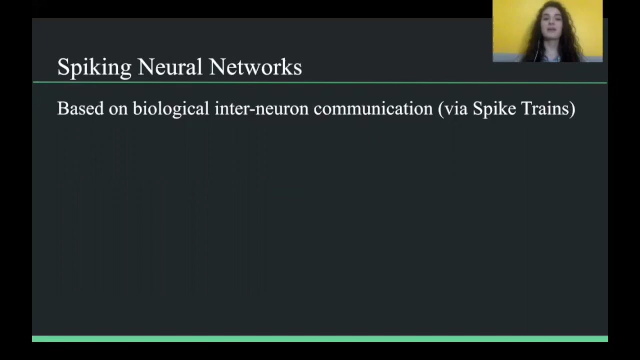 Spiking Neural Networks
Based on biological inter-neuron communication (via Spike Trains)